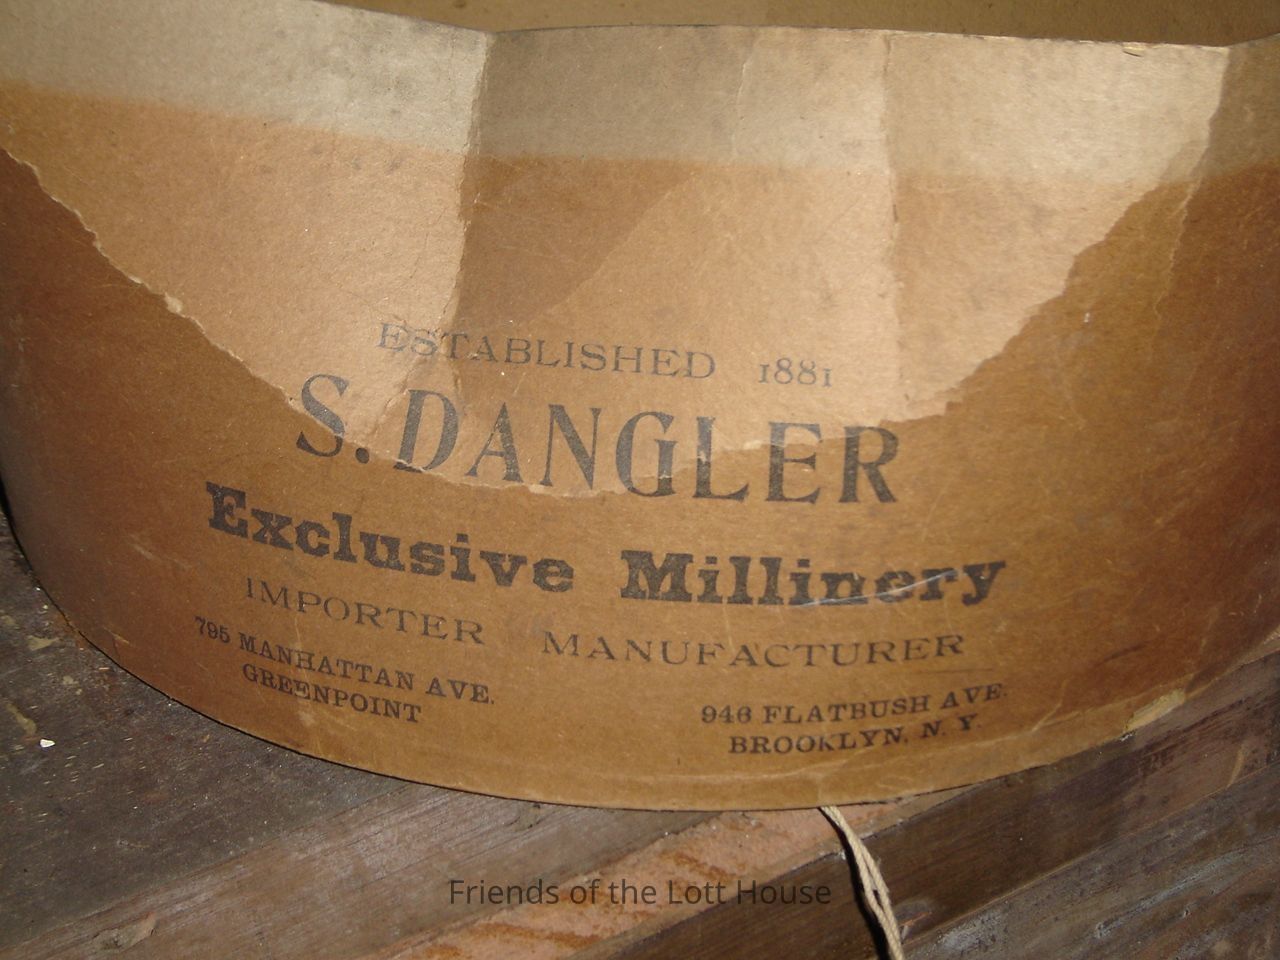 ESTABLISHED 1881
S. DANGLER
Exclusive Millinery
IMPORTER MANUFACTURER
795 MANHATTAN AVE.
GREENPOINT
946 FLATBUSH AVE.
BROOKLYN, N. Y.
Friends of the Lott House